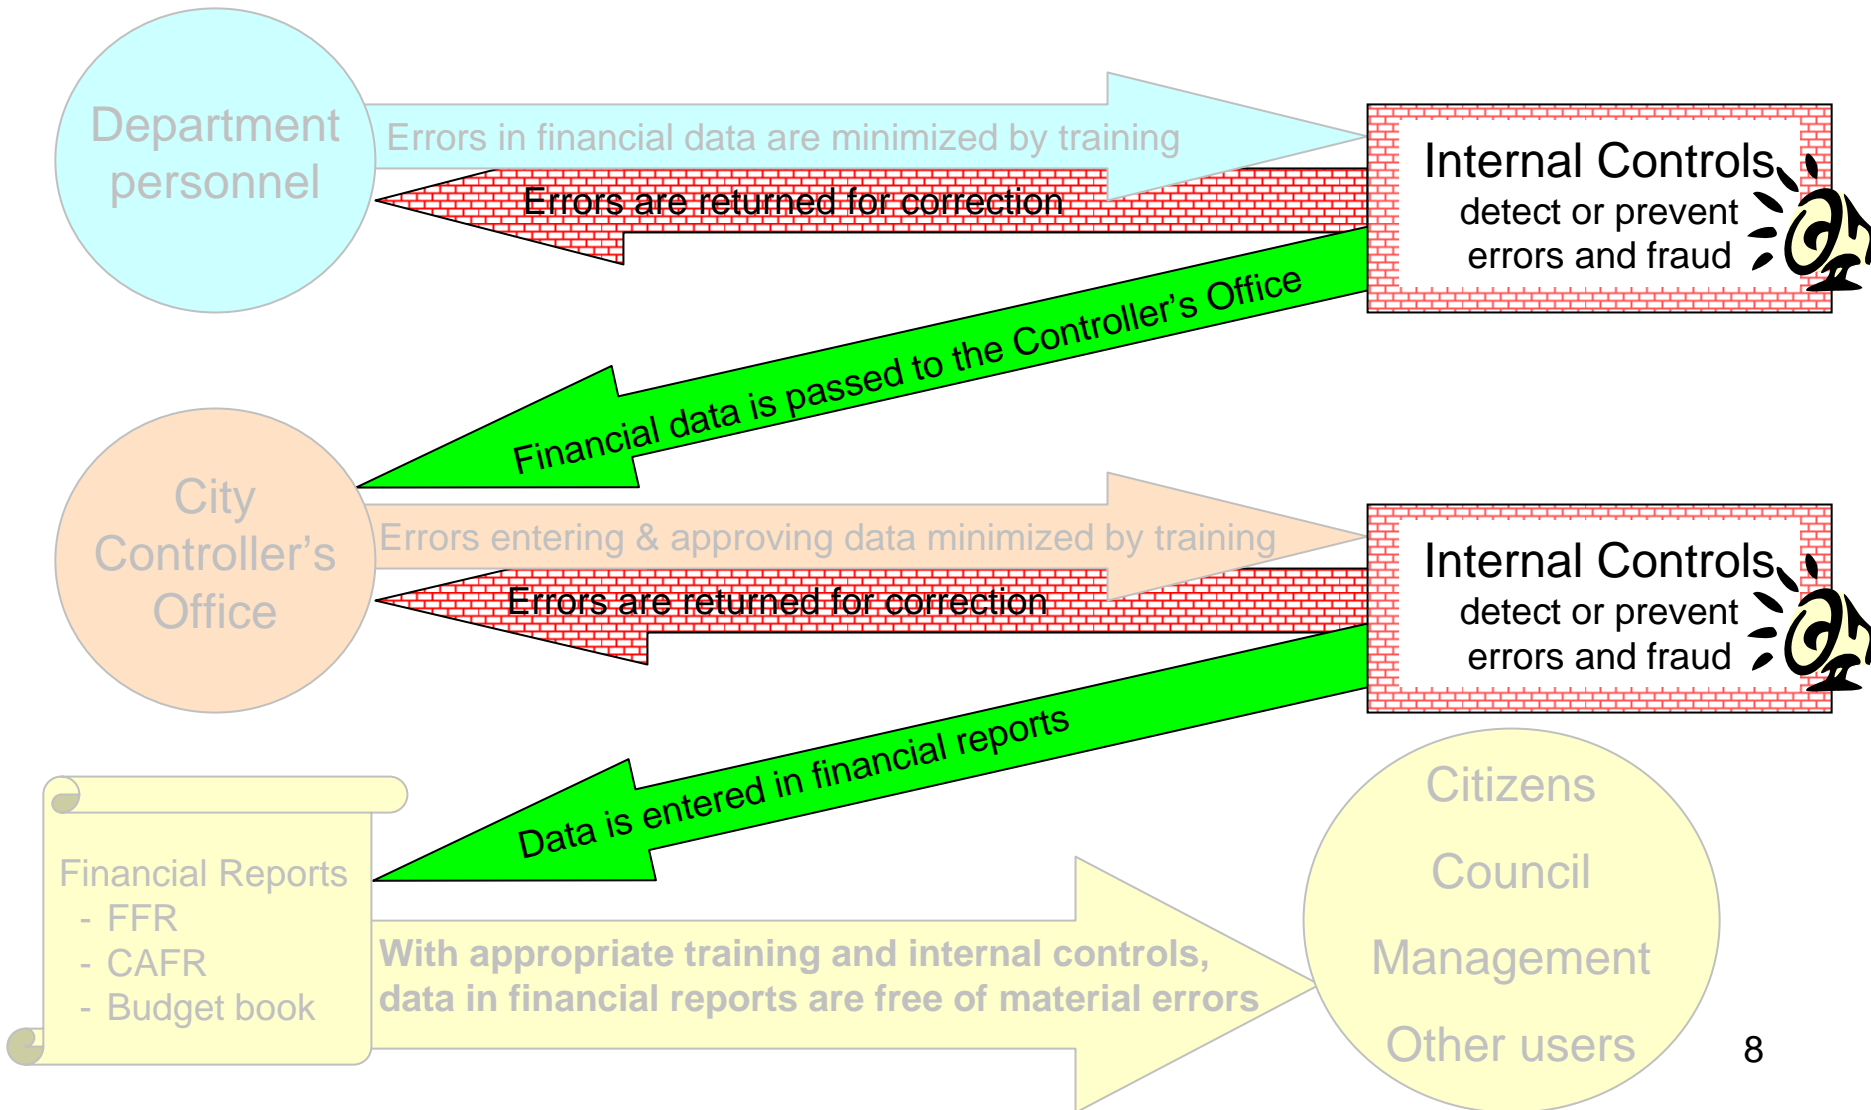 Department
personnel
Errors in financial data are minimized by training
Errors are returned for correction
Internal Controls
detect or prevent
errors and fraud
Financial data is passed to the Controller’s Office
City
Controller’s
Office
Errors entering & approving data minimized by training
Errors are returned for correction
Internal Controls
detect or prevent
errors and fraud
Data is entered in financial reports
Financial Reports
- FFR
- CAFR
- Budget book
With appropriate training and internal controls,
data in financial reports are free of material errors
Citizens
Council
Management
Other users
8